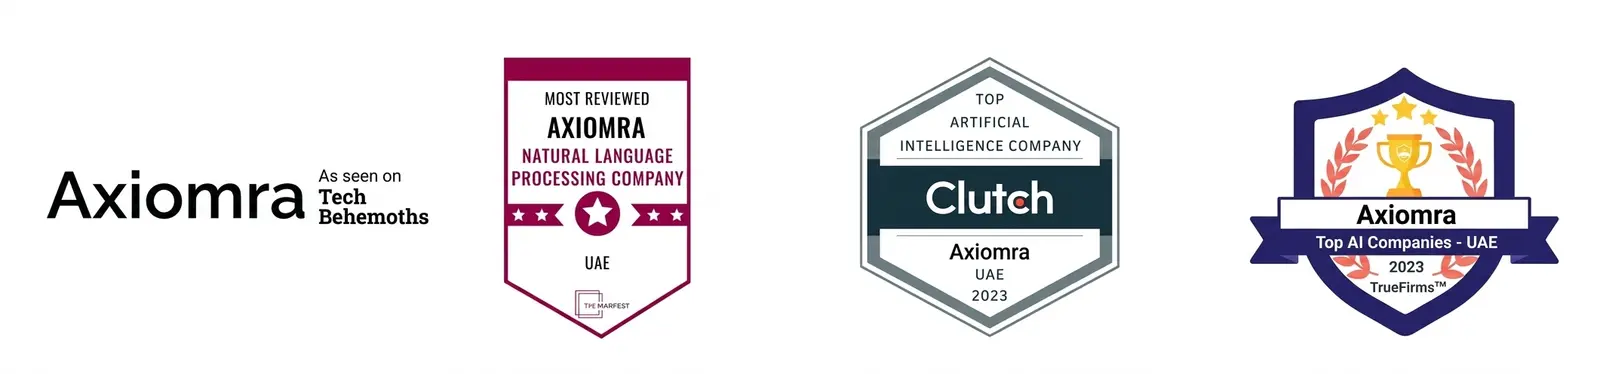 Axiomra
As seen on
Tech
Behemoths
MOST REVIEWED
AXIOMRA
NATURAL LANGUAGE
PROCESSING COMPANY
UAE
THE MARFEST
TOP
ARTIFICIAL
INTELLIGENCE COMPANY
Clutch
Axiomra
UAE
2023
Axiomra
Top AI Companies - UAE
2023
TrueFirms™